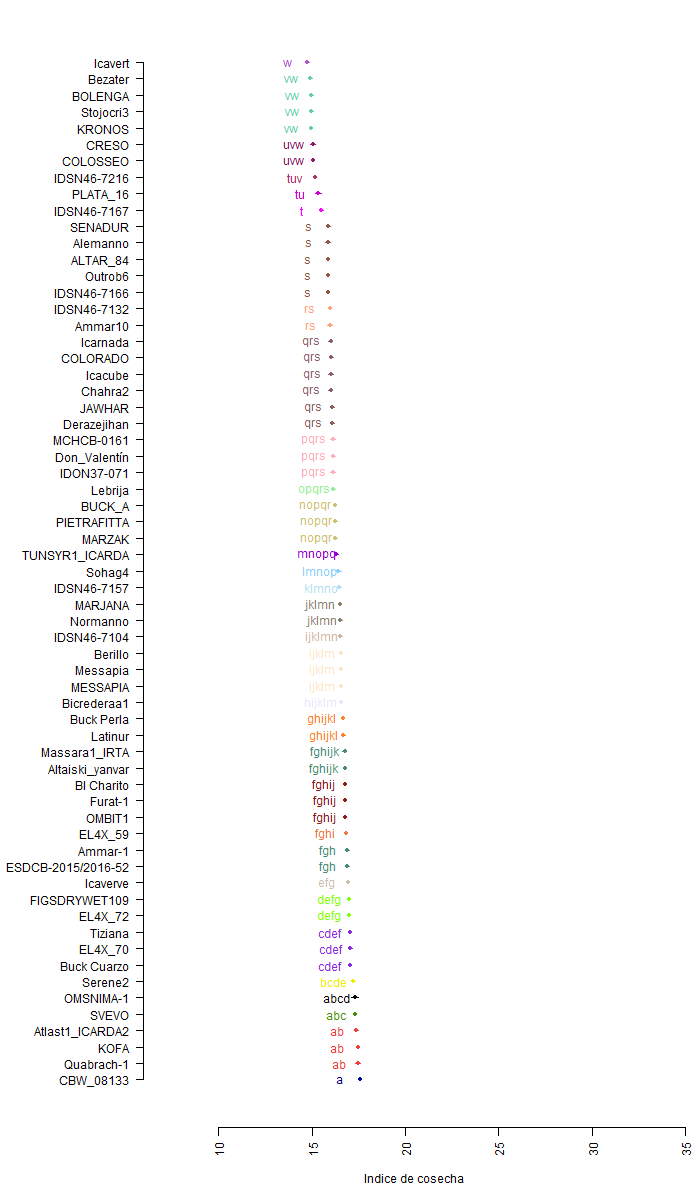 Icavert w
Bezater vw
BOLENGA vw
Stojocri3 vw
KRONOS vw
CRESO uvw
COLOSSEO uvw
IDSN46-7216 tuv
PLATA_16 tu
IDSN46-7167 t
SENADUR s
Alemanno s
ALTAR_84 s
Outrob6 s
IDSN46-7166 s
IDSN46-7132 rs
Ammar10 rs
Icarnada qrs
COLORADO qrs
Icacube qrs
Chahra2 qrs
JAWHAR qrs
Derazejihan qrs
MCHCB-0161 pqrs
Don_Valentín pqrs
IDON37-071 pqrs
Lebrija opqrs
BUCK_A nopqr
PIETRAFITTA nopqr
MARZAK nopqr
TUNSYR1_ICARDA mnopq
Sohag4 lmnop
IDSN46-7157 klmno
MARJANA jklmn
Normanno jklmn
IDSN46-7104 ijklmn
Berillo ijklm
Messapia ijklm
MESSAPIA ijklm
Bicrederaa1 hijklm
Buck Perla ghijkl
Latinur ghijkl
Massara1_IRTA fghijk
Altaiski_yanvar fghijk
BI Charito fghij
Furat-1 fghij
OMBIT1 fghij
EL4X_59 fghi
Ammar-1 fgh
ESDCB-2015/2016-52 fgh
Icaverve efg
FIGSDRYWET109 defg
EL4X_72 defg
Tiziana cdef
EL4X_70 cdef
Buck Cuarzo cdef
Serene2 bcde
OMSNIMA-1 abcd
SVEVO abc
Atlast1_ICARDA2 ab
KOFA ab
Quabrach-1 ab
CBW_08133 a
10 15 20 25 30 35
Indice de cosecha